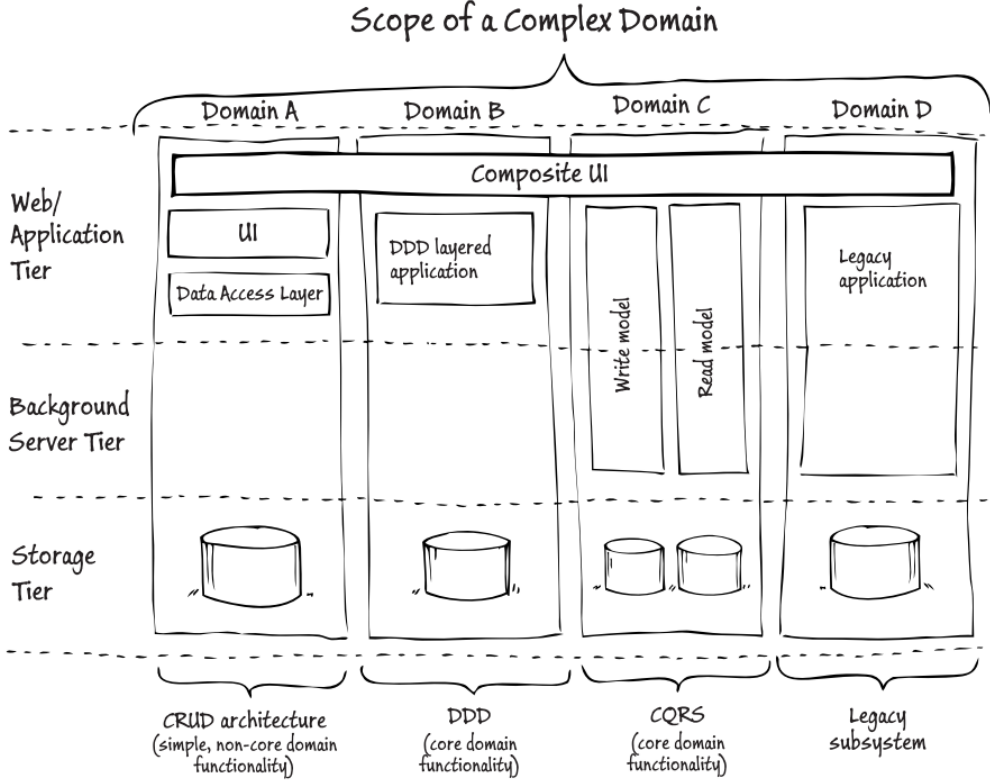 Scope of a Complex Domain
Domain A
Domain B
Domain C
Domain D
Composite UI
Web/
Application
Tier
UI
Data Access Layer
DDD layered
application
Write model
Read model
Legacy
application
Background
Server Tier
Storage
Tier
CRUD architecture
(simple, non-core domain
functionality)
DDD
(core domain
functionality)
CQRS
(core domain
functionality)
Legacy
subsystem